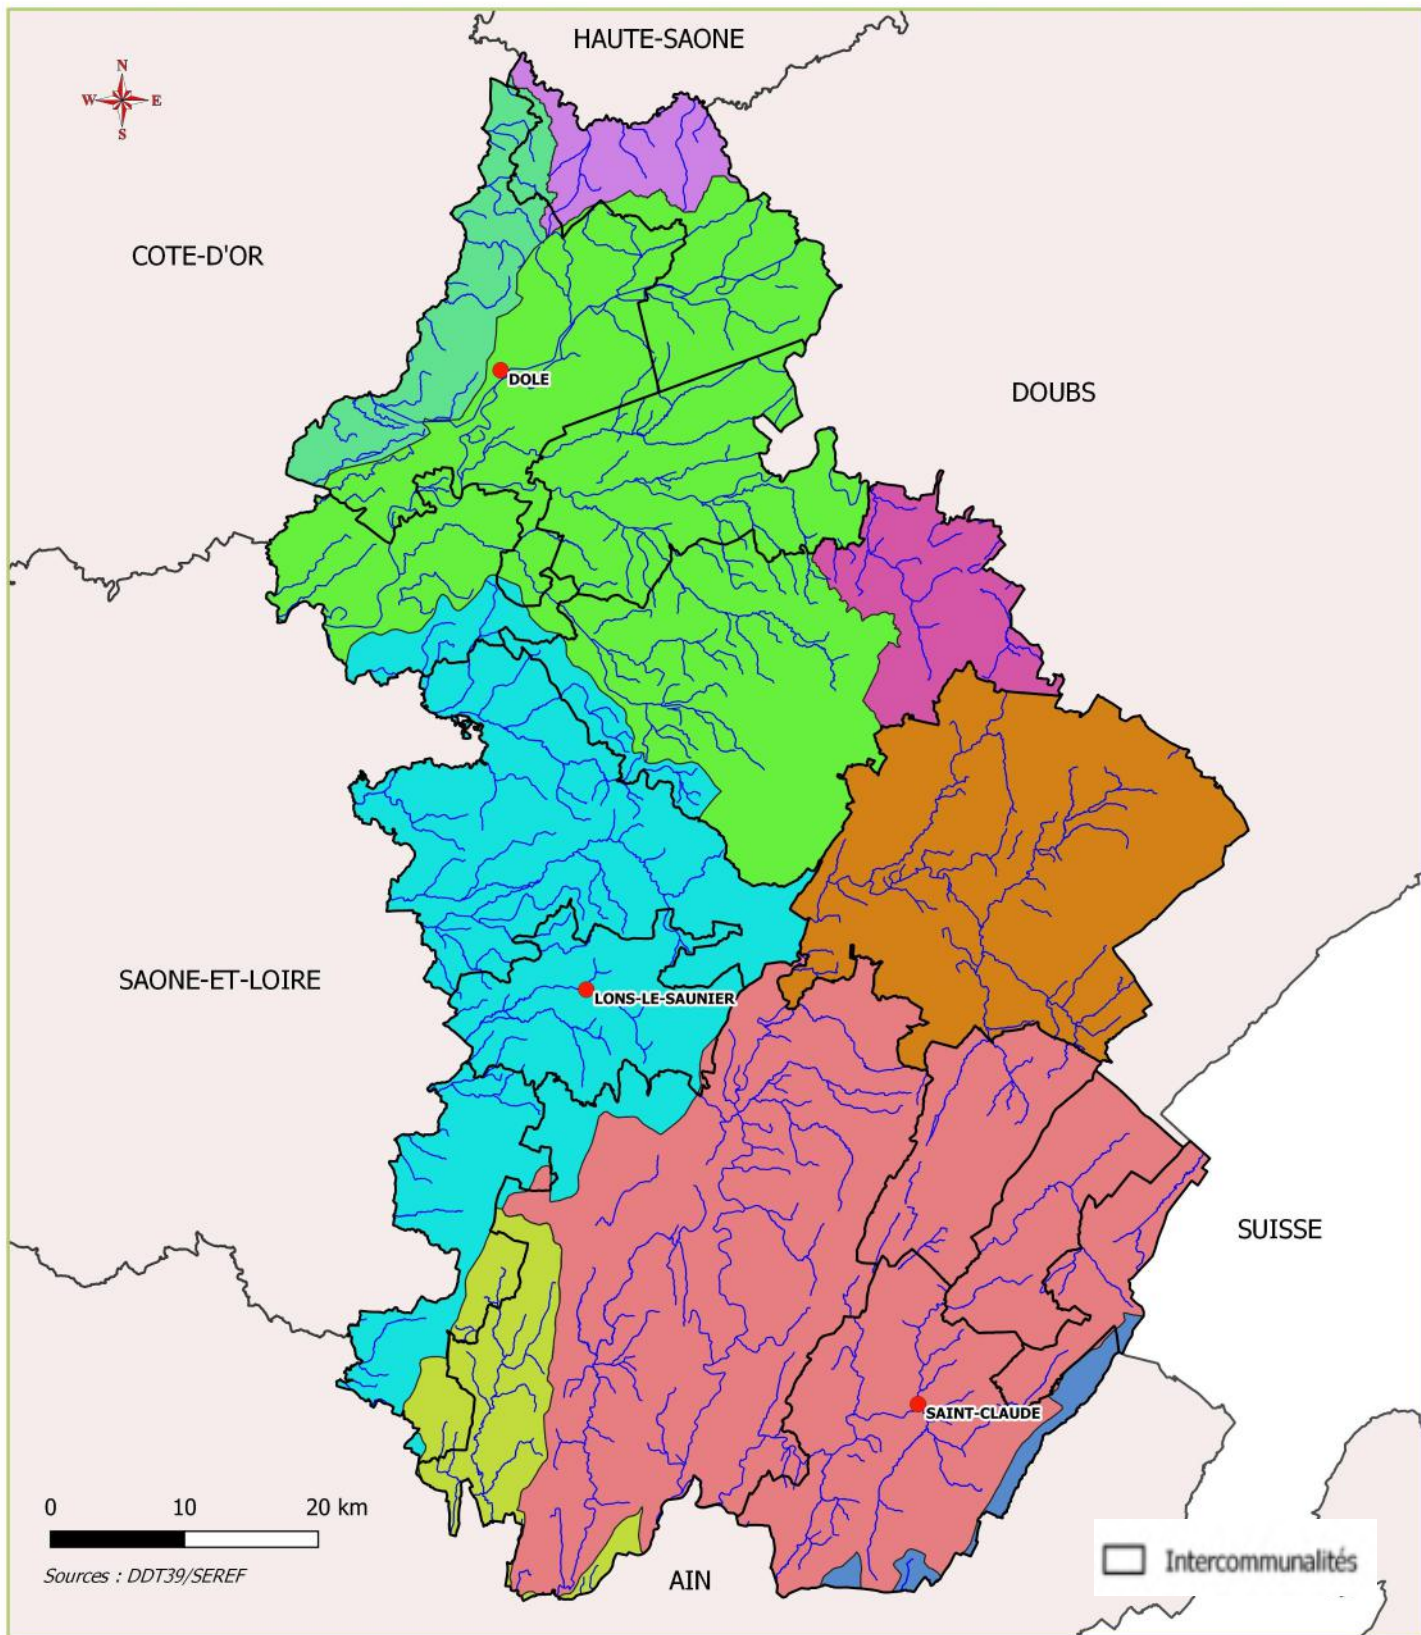 HAUTE-SAONE
N
W E
S
COTE-D'OR
DOLE
DOUBS
SAONE-ET-LOIRE
LONS-LE-SAUNIER
SUISSE
SAINT-CLAUDE
0 10 20 km
Sources : DDT39/SEREF
AIN
Intercommunalités